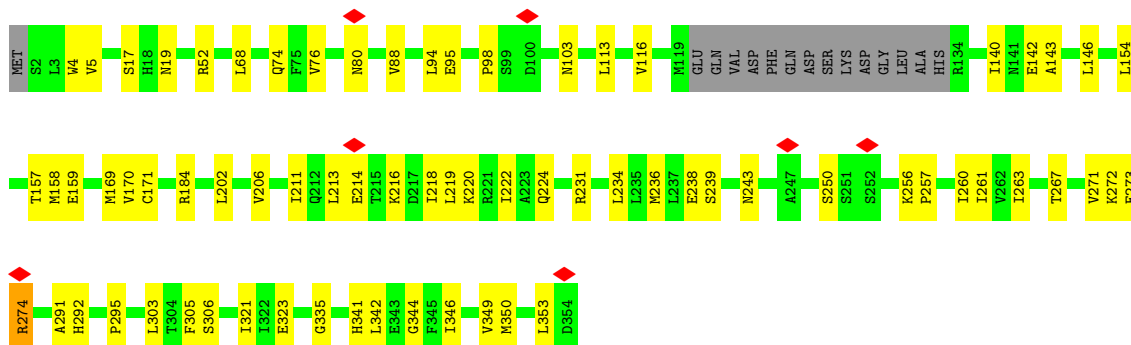 MET S2 L3 W4 V5 S17 H18 N19 R52 L68 Q74 F75 V76 N80 V88 L94 E95 P98 S99 D100 N103 L113 V116 M119 GLU GLN VAL ASP PHE GLN ASP SER LYS ASP GLY LEU ALA HIS R134 I140 N141 E142 A143 L146 L154
T157 M158 E159 M169 V170 C171 R184 L202 V206 I211 Q212 L213 E214 T215 K216 D217 I218 L219 K220 R221 I222 A223 Q224 R231 L234 L235 M236 L237 E238 S239 N243 A247 S250 S251 S252 K256 P257 I260 I261 V262 I263 T267 V271 K272
R274 A291 H292 P295 L303 T304 F305 S306 I321 I322 E323 G335 H341 L342 E343 G344 F345 I346 V349 M350 L353 D354